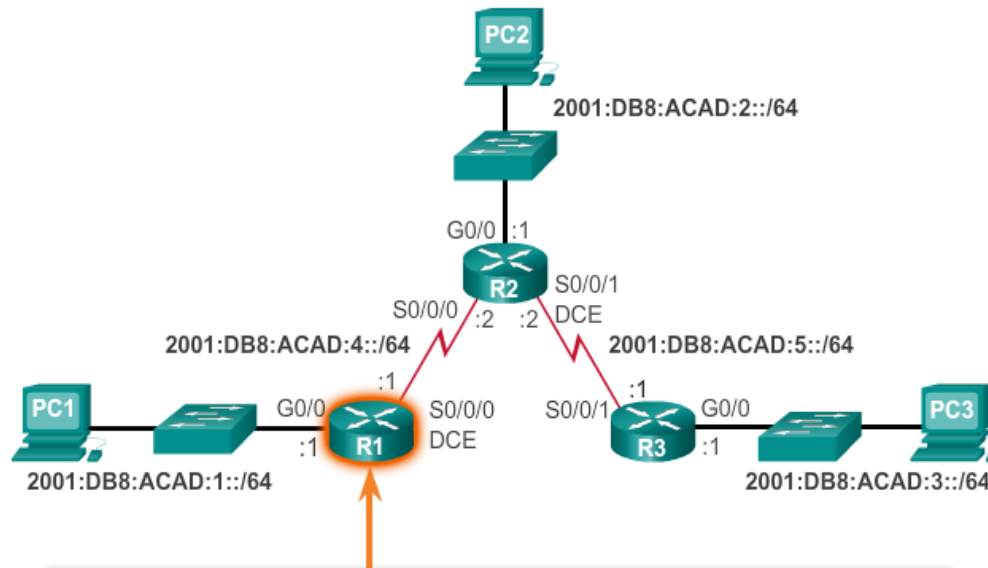 PC2
2001:DB8:ACAD:2::/64
G0/0 :1
R2
S0/0/1
S0/0/0
:2 :2 DCE
2001:DB8:ACAD:4::/64
2001:DB8:ACAD:5::/64
:1
:1
PC1
G0/0
S0/0/0
S0/0/1
G0/0
PC3
:1
R1
DCE
R3
:1
2001:DB8:ACAD:1::/64
2001:DB8:ACAD:3::/64